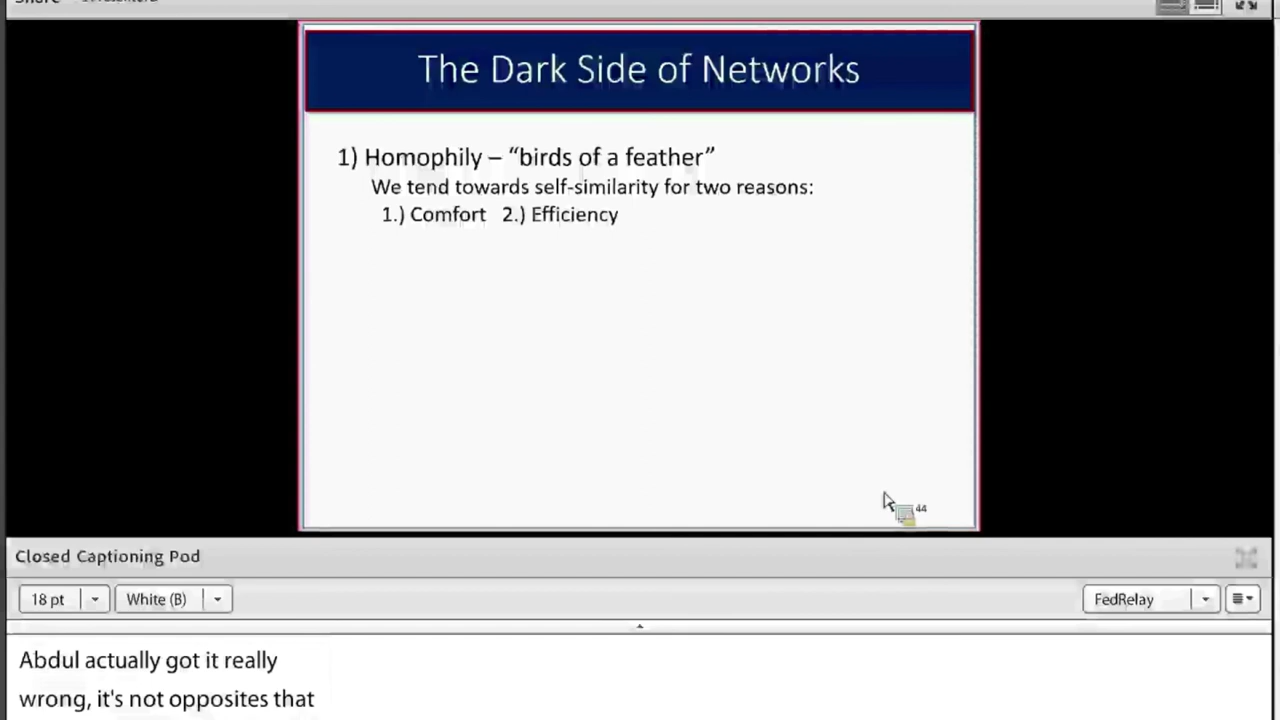 The Dark Side of Networks
1) Homophily – “birds of a feather”
We tend towards self-similarity for two reasons:
1.) Comfort 2.) Efficiency
44
Closed Captioning Pod
18 pt White (B) FedRelay
Abdul actually got it really
wrong, it's not opposites that